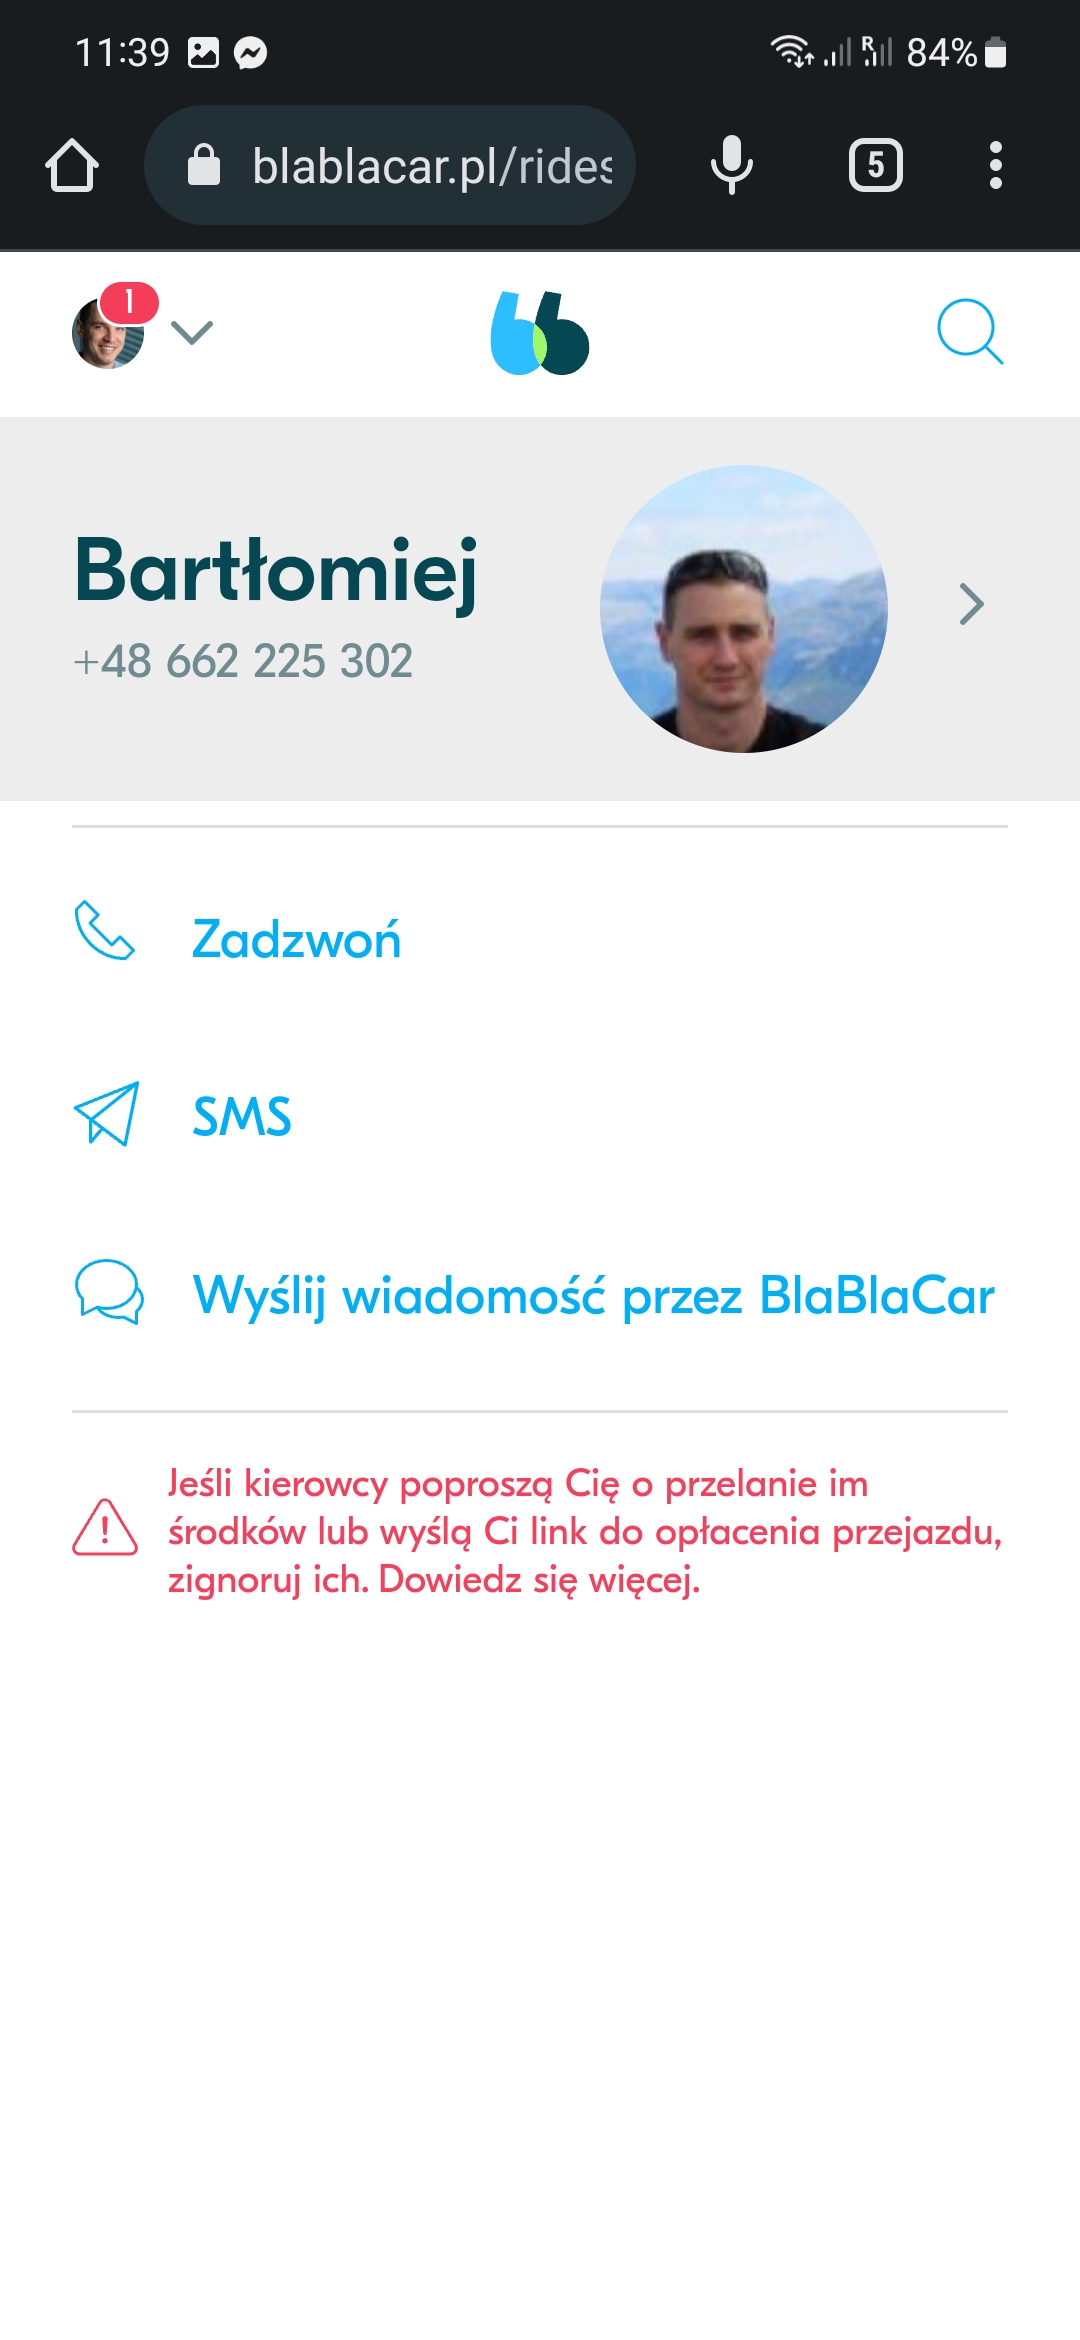 11:39
R
84%
blablacar.pl/rides
5
1
Bartłomiej
+48 662 225 302
Zadzwoń
SMS
Wyślij wiadomość przez BlaBlaCar
Jeśli kierowcy poproszą Cię o przelanie im
środków lub wyślą Ci link do opłacenia przejazdu,
zignoruj ich. Dowiedz się więcej.